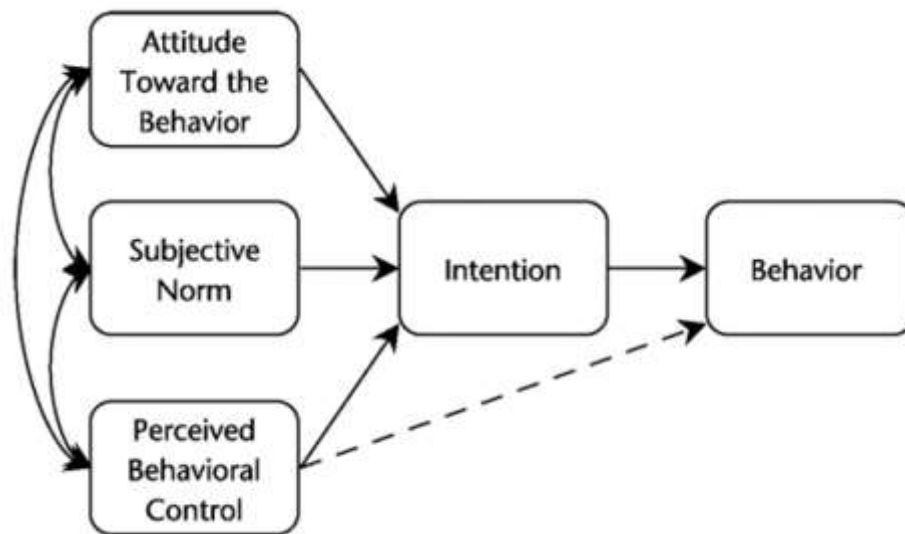 Attitude
Toward the
Behavior
Subjective
Norm
Intention
Behavior
Perceived
Behavioral
Control